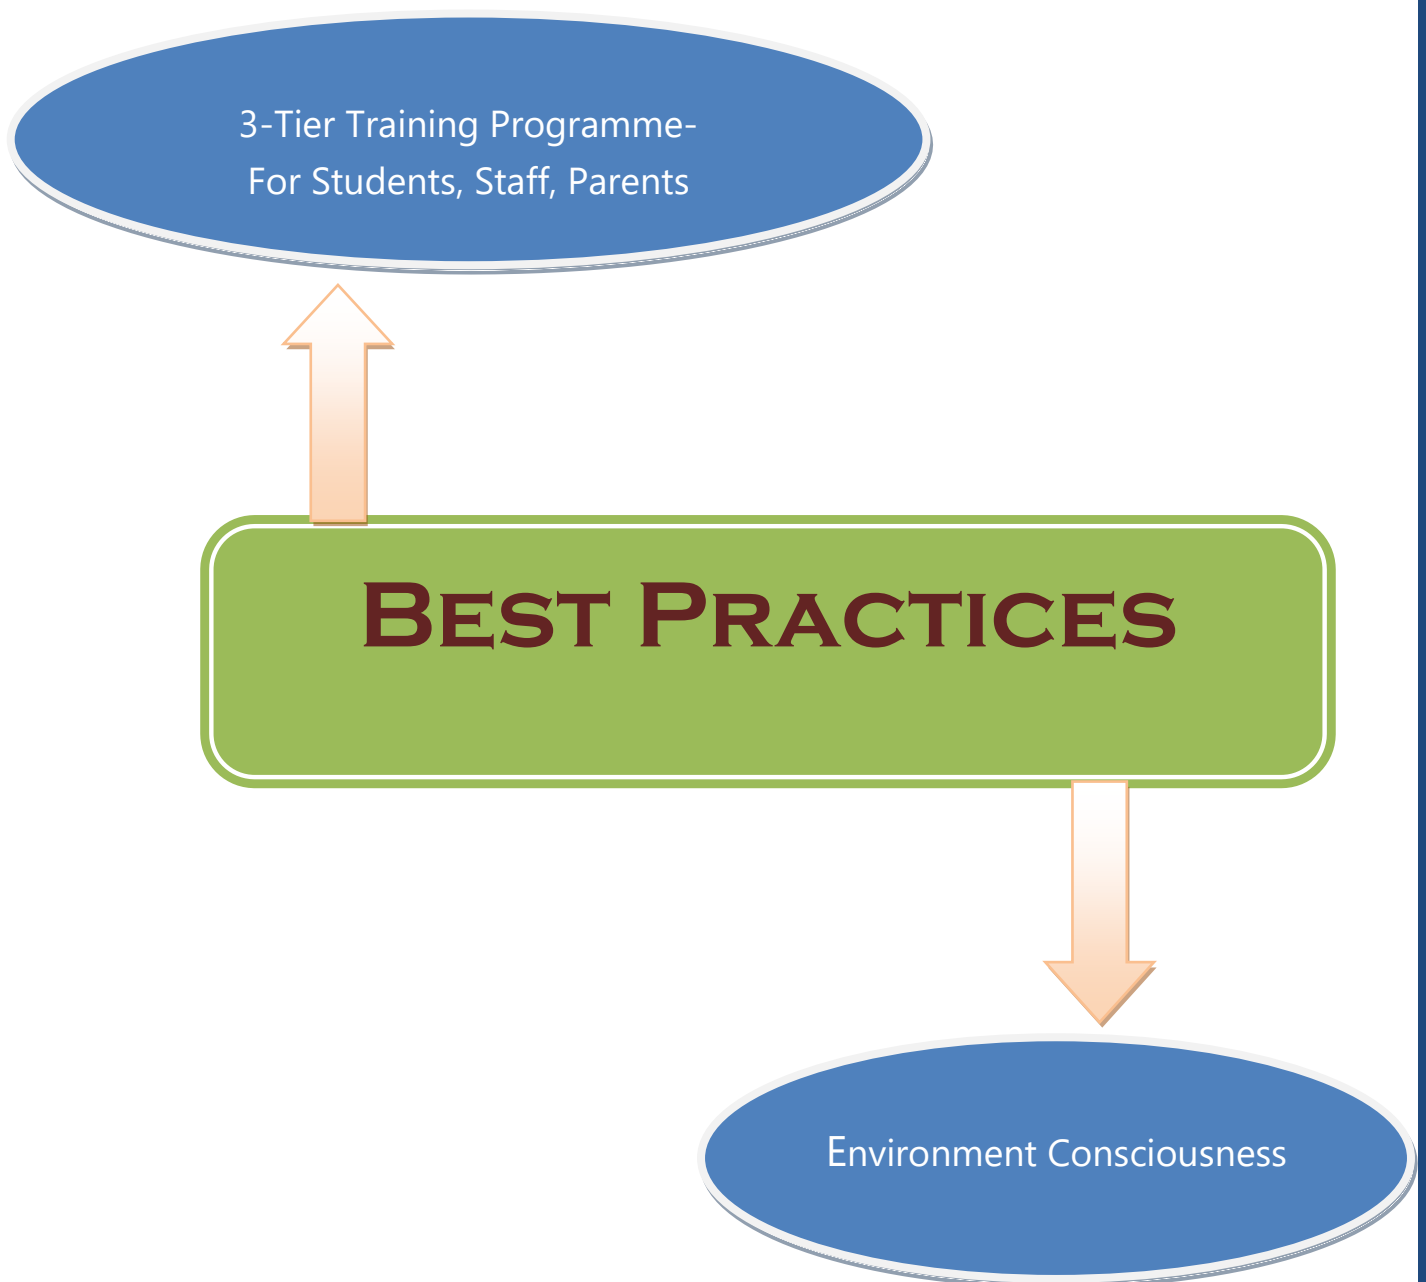 3-Tier Training Programme-
For Students, Staff, Parents
BEST PRACTICES
Environment Consciousness